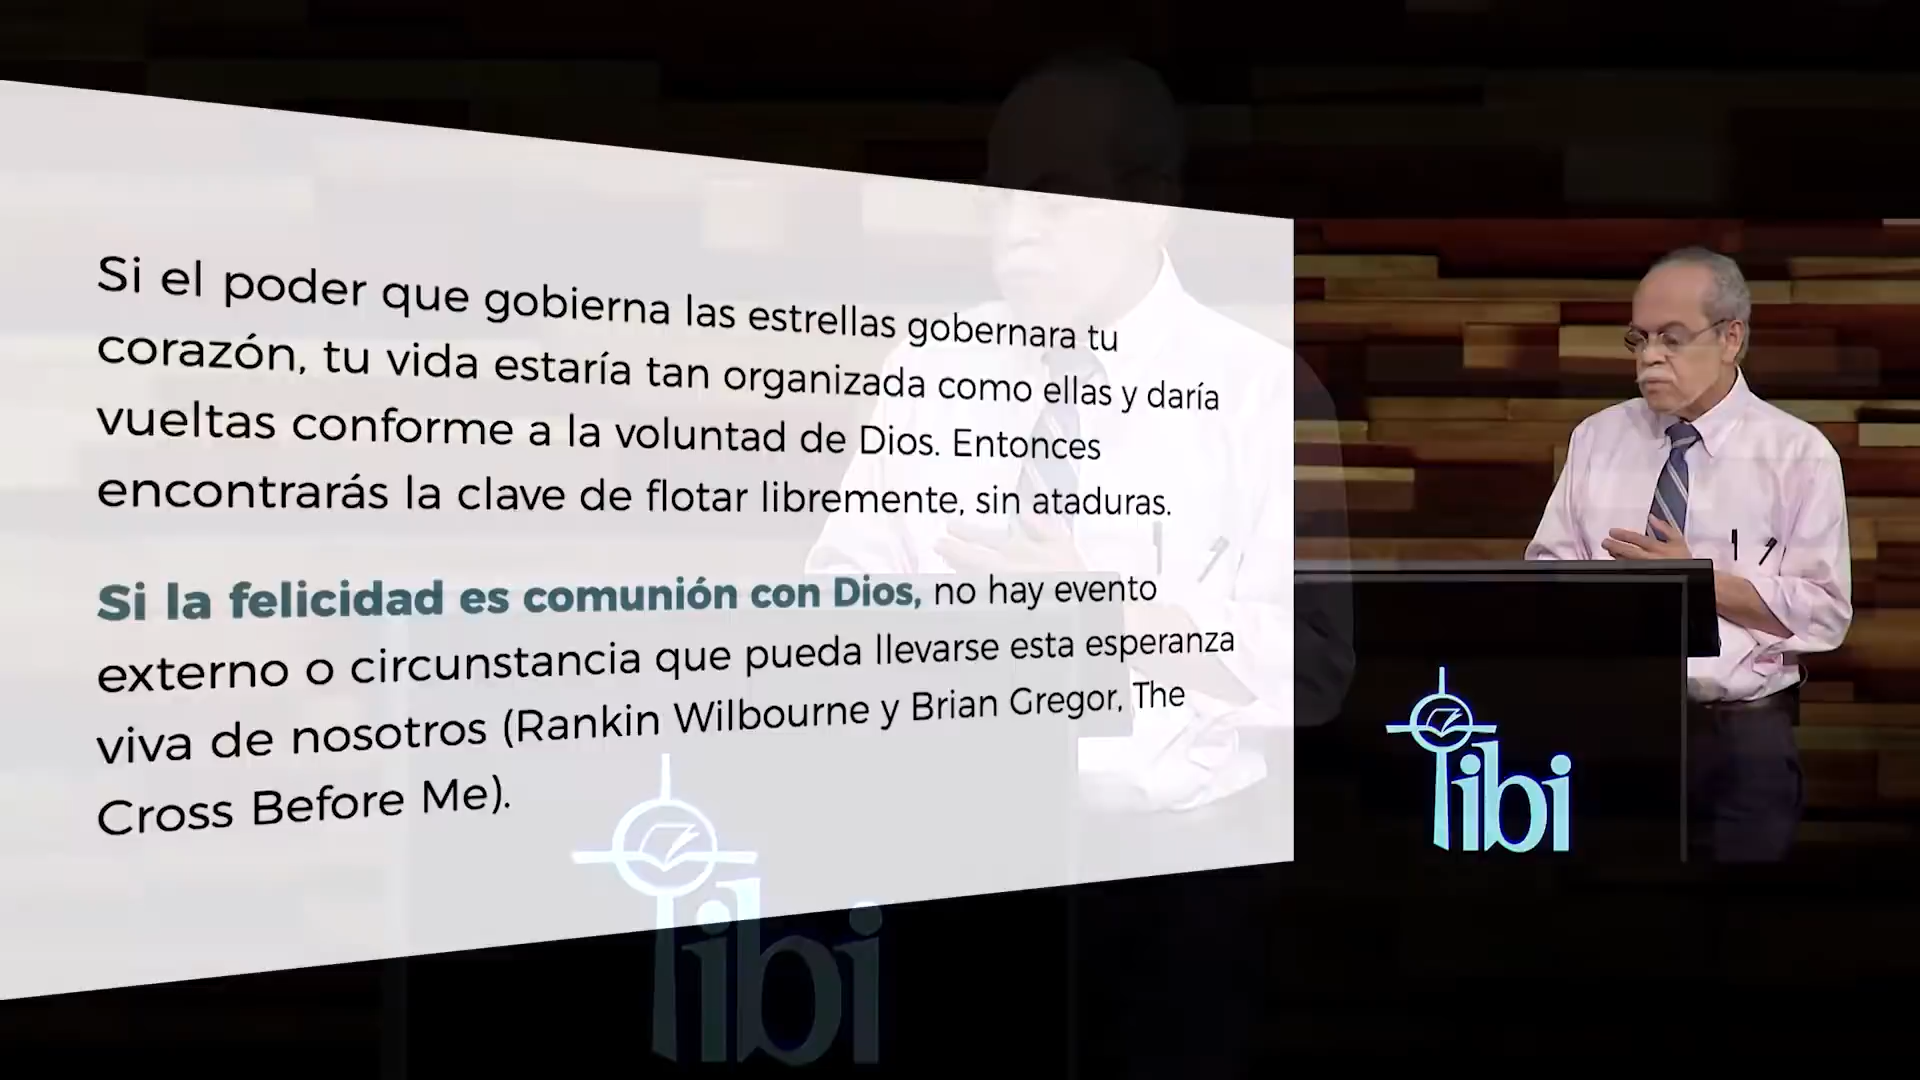 Si el poder que gobierna las estrellas gobernara tu
corazón, tu vida estaría tan organizada como ellas y daría
vueltas conforme a la voluntad de Dios. Entonces
encontrarás la clave de flotar libremente, sin ataduras.
Si la felicidad es comunión con Dios, no hay evento
externo o circunstancia que pueda llevarse esta esperanza
viva de nosotros (Rankin Wilbourne y Brian Gregor, The
Cross Before Me).
ibi
ibi